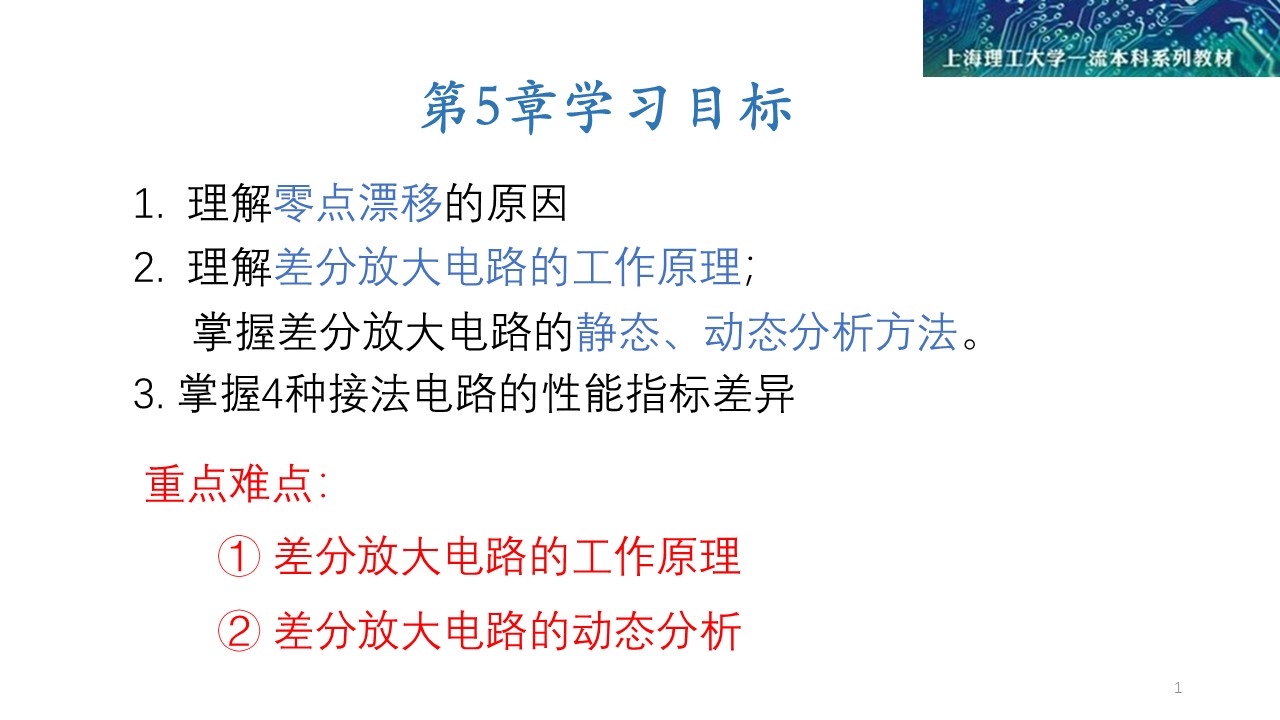 上海理工大学一流本科系列教材
第5章学习目标
1. 理解零点漂移的原因
2. 理解差分放大电路的工作原理;
掌握差分放大电路的静态、动态分析方法。
3. 掌握4种接法电路的性能指标差异
重点难点:
① 差分放大电路的工作原理
② 差分放大电路的动态分析
1